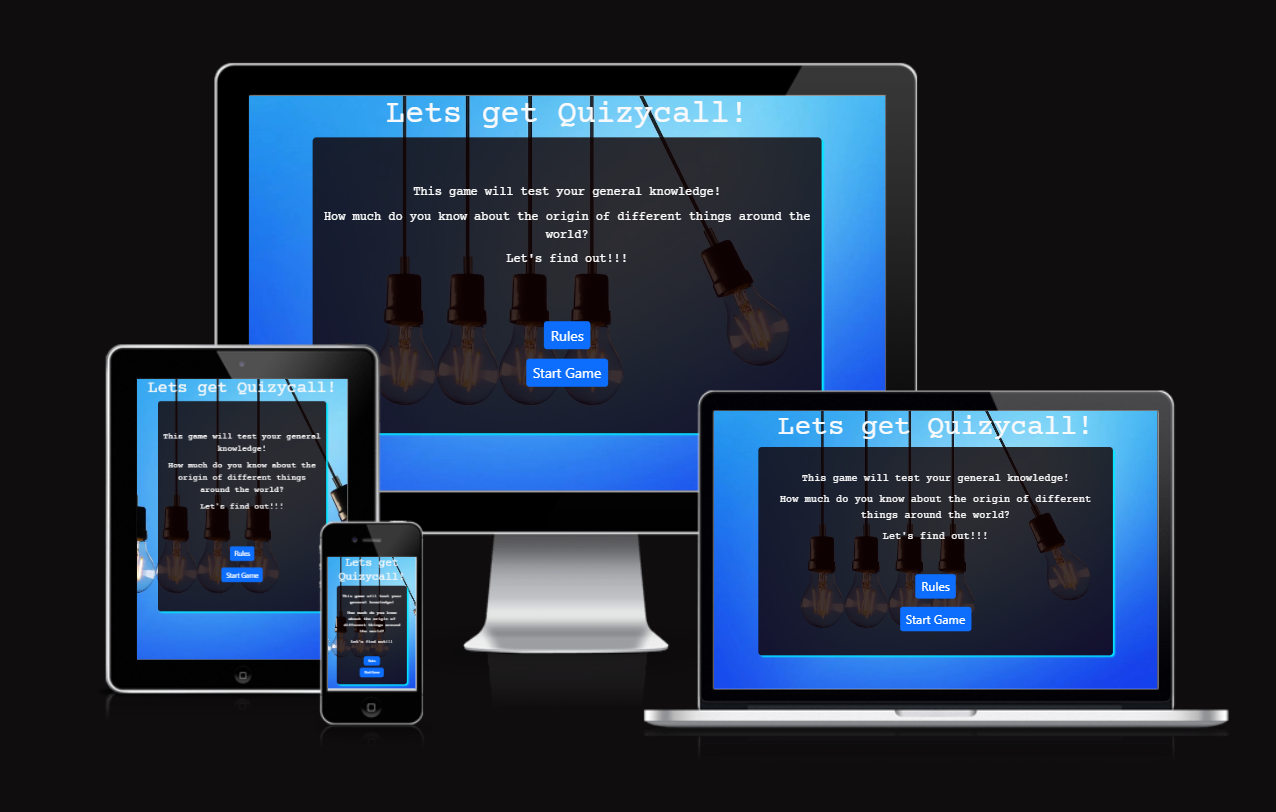 Lets get Quizycall!
This game will test your general knowledge!
How much do you know about the origin of different things around the
world?
Let's find out!!!
Rules
Start Game
Lets get Quizycall!
This game will test your general
knowledge!
How much do you know about the
origin of different things
around the world?
Let's find out!!!
Rules
Start Game
Lets get
Quizycall!
This game will test your
general knowledge!
How much do you know
about the origin of
different things around
the world?
Let's find out!!!
Rules
Start Game
Lets get Quizycall!
This game will test your general knowledge!
How much do you know about the origin of different
things around the world?
Let's find out!!!
Rules
Start Game